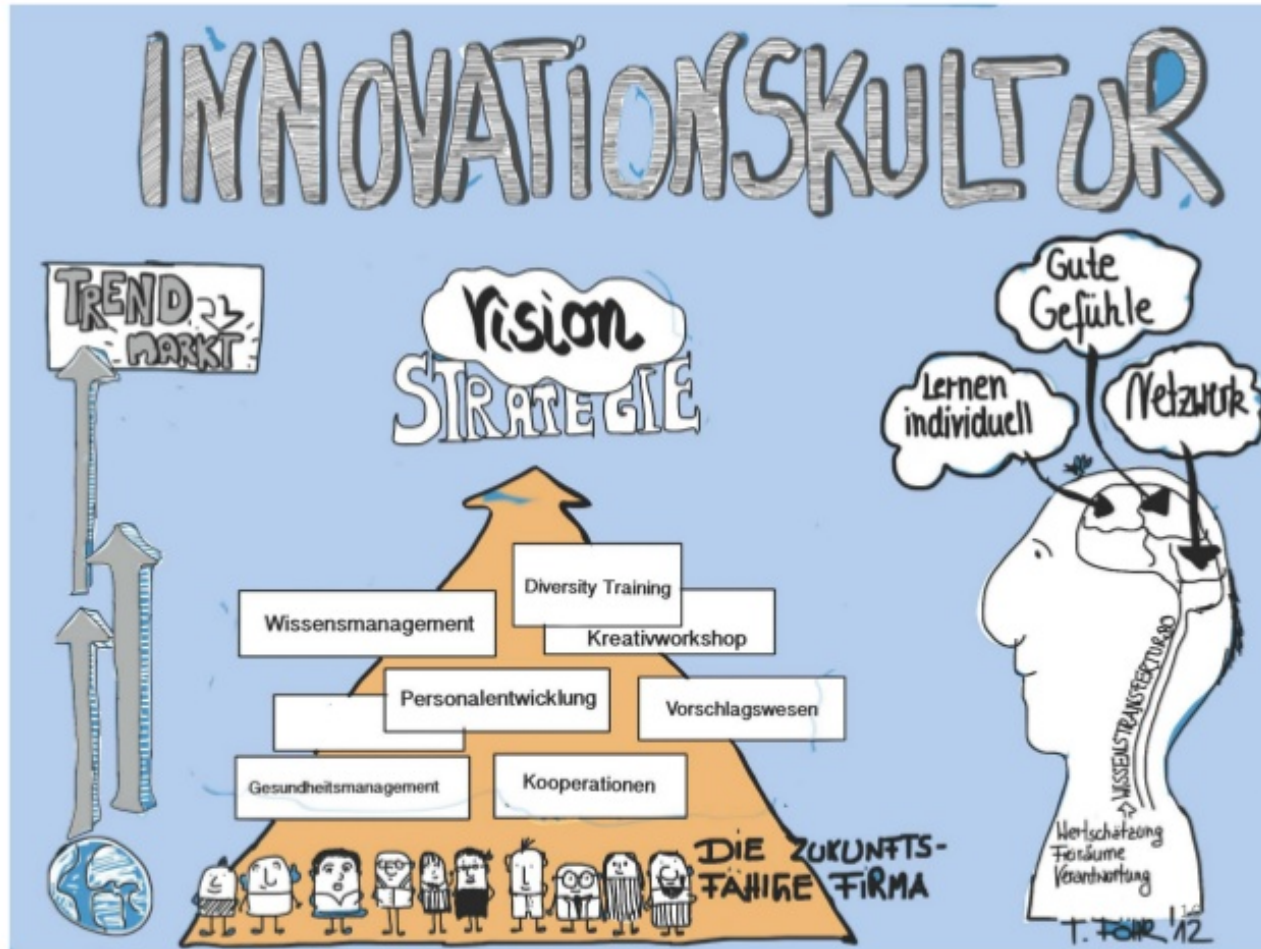 INNOVATIONSKULTUR
TREND
MARKT
Vision
STRATEGIE
Gute
Gefühle
Lernen
individuell
Netzwerk
Diversity Training
Wissensmanagement
Kreativworkshop
Personalentwicklung
Vorschlagswesen
Gesundheitsmanagement
Kooperationen
DIE ZUKUNFTS-
FÄHIGE FIRMA
WISSENSTRANSFERTURBO
Wertschätzung
Freiräume
Verantwortung
T. FÖHR '12